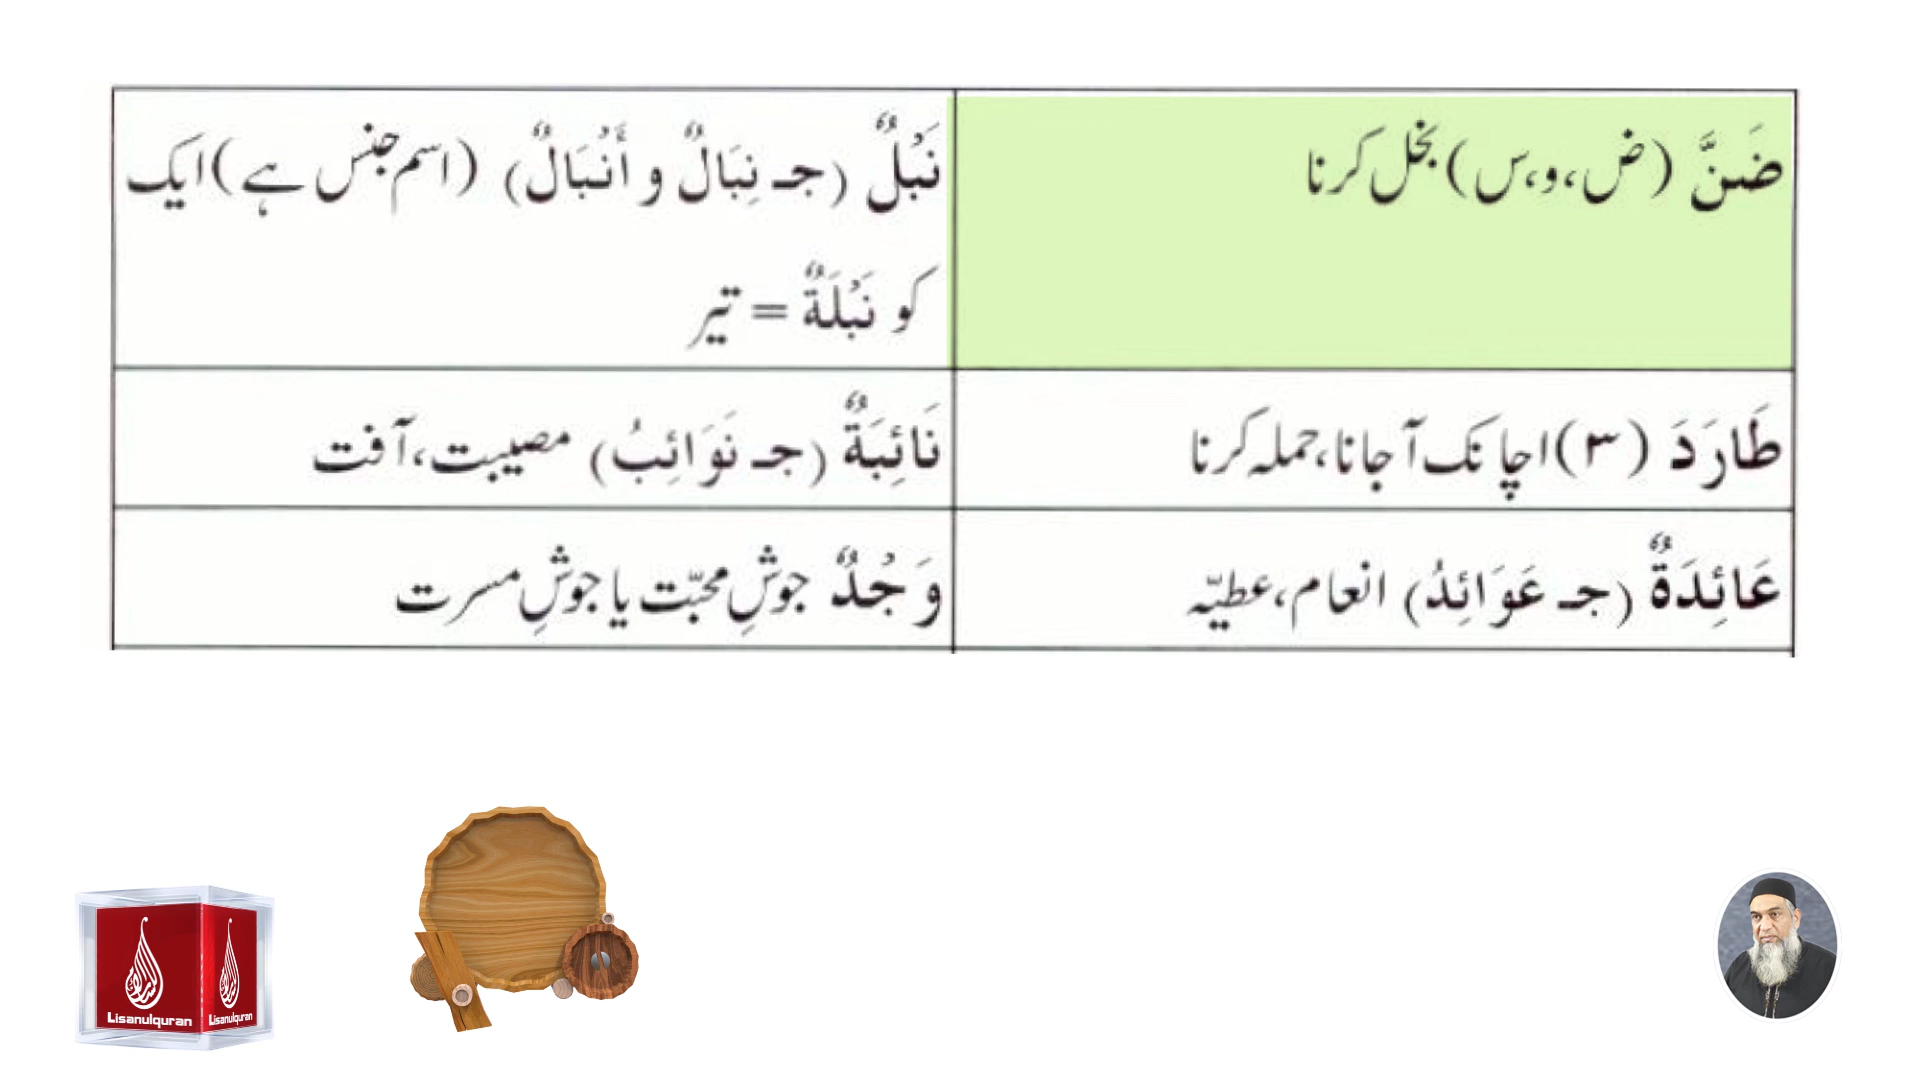 ضَنَّ (ض،و،س) بخل کرنا
نَبْلٌ (جـ نِبَالٌ و أَنْبَالٌ) (اسم جنس ہے) ایک
کو نَبْلَةٌ = تیر
طَارَدَ (۳) اچانک آجانا،حملہ کرنا
نَائِبَةٌ (جـ نَوَائِبُ) مصیبت،آفت
عَائِدَةٌ (جـ عَوَائِدُ) انعام،عطیّہ
وَجْدٌ جوشِ محبّت یا جوشِ مسرت
Lisanulquran
Lisanulquran